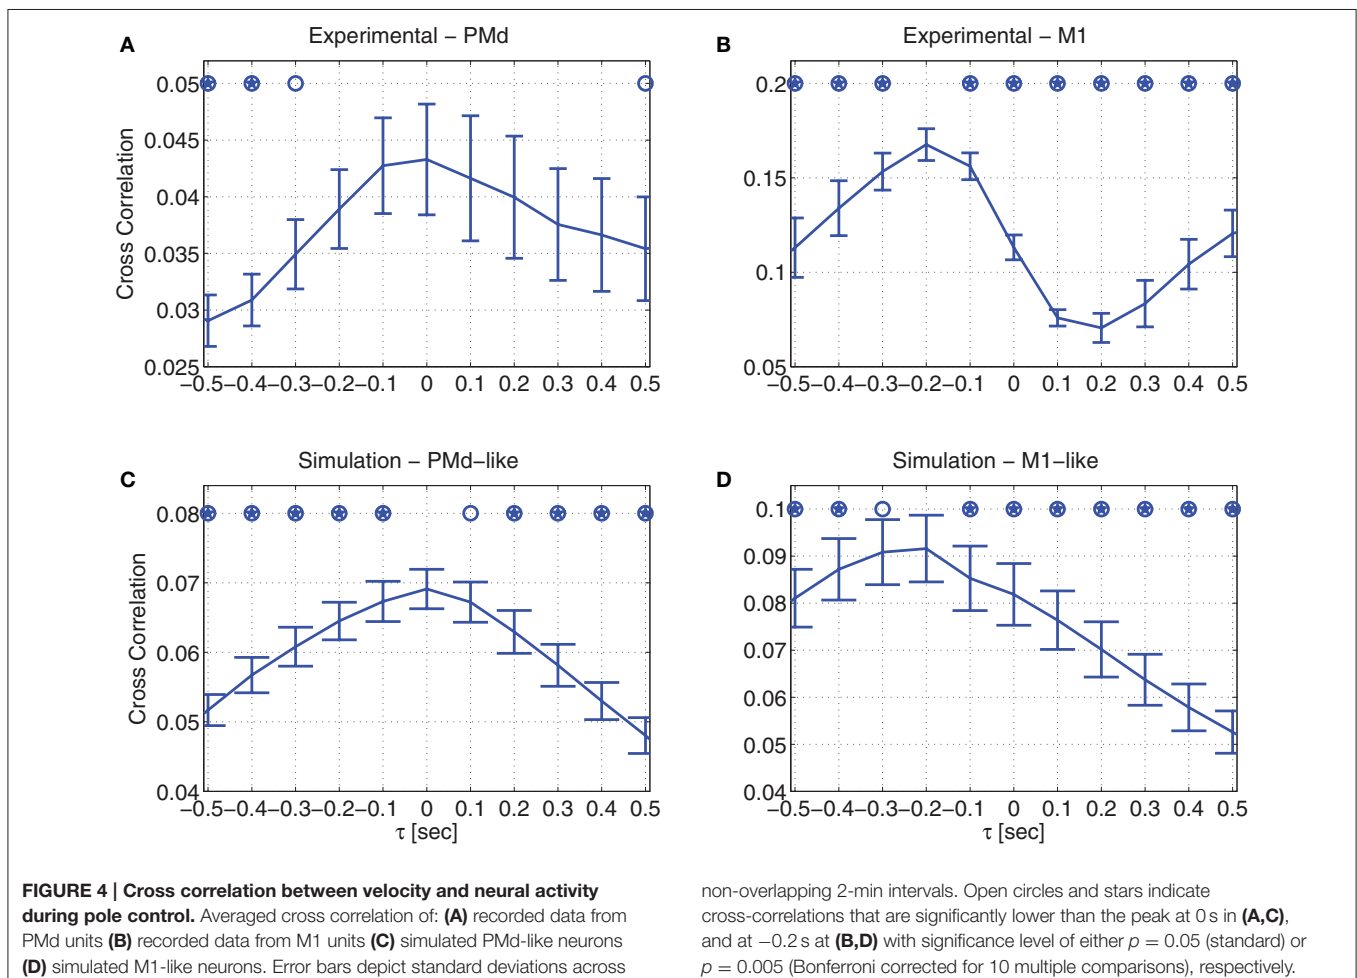 A
Experimental – PMd
Cross Correlation
0.05
0.045
0.04
0.035
0.03
0.025
−0.5 −0.4 −0.3 −0.2 −0.1 0 0.1 0.2 0.3 0.4 0.5
B
Experimental – M1
0.2
0.15
0.1
0.05
−0.5 −0.4 −0.3 −0.2 −0.1 0 0.1 0.2 0.3 0.4 0.5
C
Simulation – PMd–like
Cross Correlation
0.08
0.07
0.06
0.05
0.04
−0.5 −0.4 −0.3 −0.2 −0.1 0 0.1 0.2 0.3 0.4 0.5
τ [sec]
D
Simulation – M1–like
0.1
0.09
0.08
0.07
0.06
0.05
0.04
−0.5 −0.4 −0.3 −0.2 −0.1 0 0.1 0.2 0.3 0.4 0.5
τ [sec]
FIGURE 4 | Cross correlation between velocity and neural activity
during pole control. Averaged cross correlation of: (A) recorded data from
PMd units (B) recorded data from M1 units (C) simulated PMd-like neurons
(D) simulated M1-like neurons. Error bars depict standard deviations across
non-overlapping 2-min intervals. Open circles and stars indicate
cross-correlations that are significantly lower than the peak at 0 s in (A,C),
and at −0.2 s at (B,D) with significance level of either p = 0.05 (standard) or
p = 0.005 (Bonferroni corrected for 10 multiple comparisons), respectively.